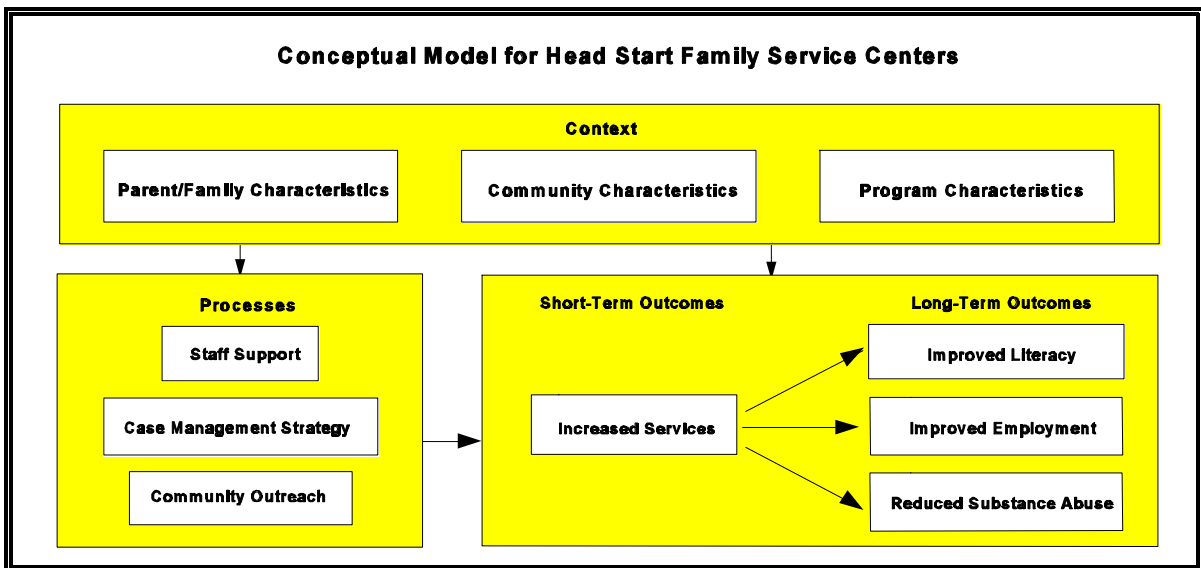 Conceptual Model for Head Start Family Service Centers
Context
Parent/Family Characteristics
Community Characteristics
Program Characteristics
Processes
Staff Support
Case Management Strategy
Community Outreach
Short-Term Outcomes
Increased Services
Long-Term Outcomes
Improved Literacy
Improved Employment
Reduced Substance Abuse